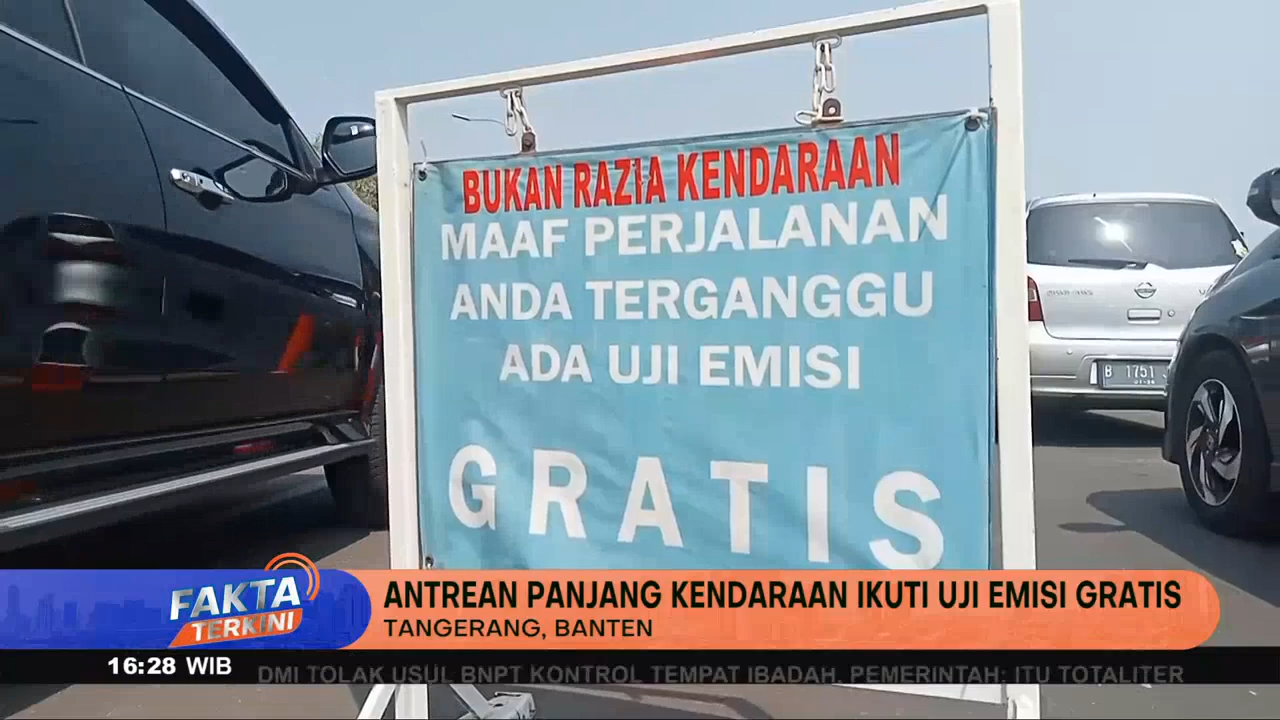 BUKAN RAZIA KENDARAAN
MAAF PERJALANAN
ANDA TERGANGGU
ADA UJI EMISI
GRATIS
B 1751
FAKTA
TERKINI
ANTREAN PANJANG KENDARAAN IKUTI UJI EMISI GRATIS
TANGERANG, BANTEN
16:28 WIB
DMI TOLAK USUL BNPT KONTROL TEMPAT IBADAH, PEMERINTAH: ITU TOTALITER